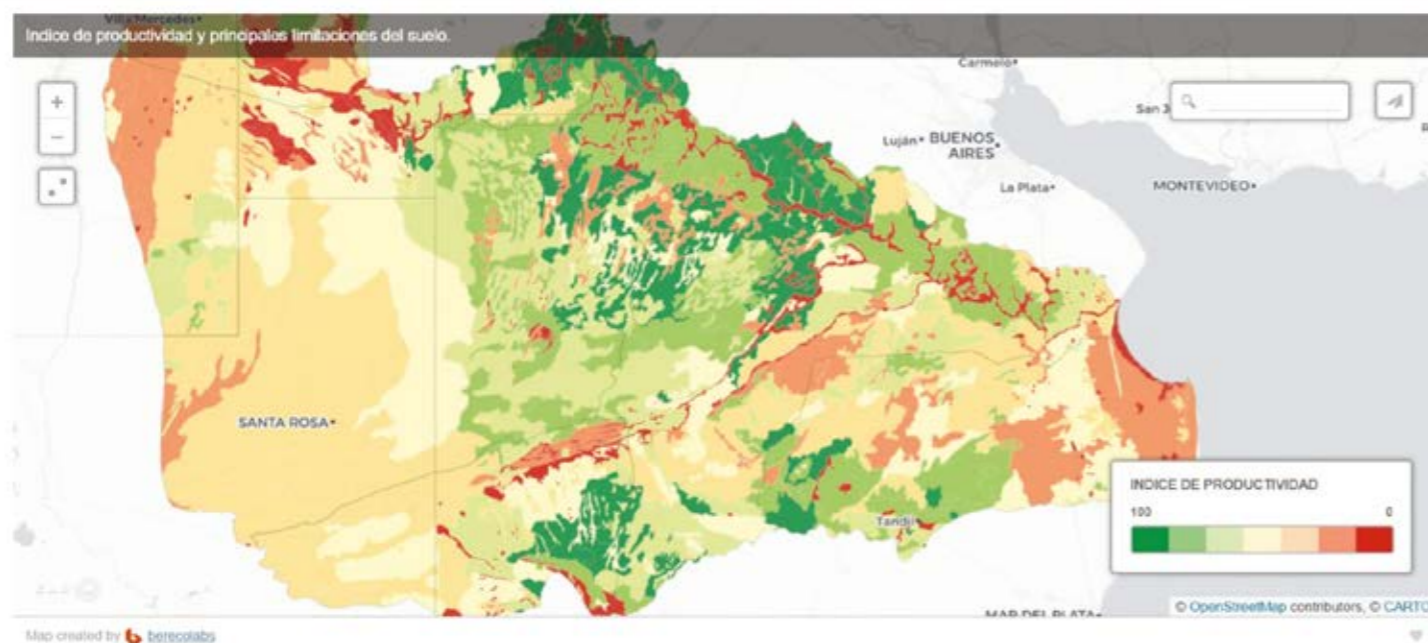 Villa Mercedes
Indice de productividad y principales limitaciones del suelo.
+
−
Carmelo
San J
Luján
BUENOS
AIRES
La Plata
MONTEVIDEO
SANTA ROSA
INDICE DE PRODUCTIVIDAD
100 0
Tandil
MAR DEL PLATA
© OpenStreetMap contributors, © CARTO
Map created by berecolabs